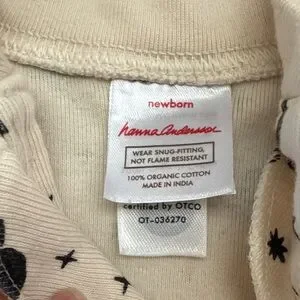 newborn
hanna andersson
WEAR SNUG-FITTING,
NOT FLAME RESISTANT
100% ORGANIC COTTON
MADE IN INDIA
certified by OTCO
OT-036270